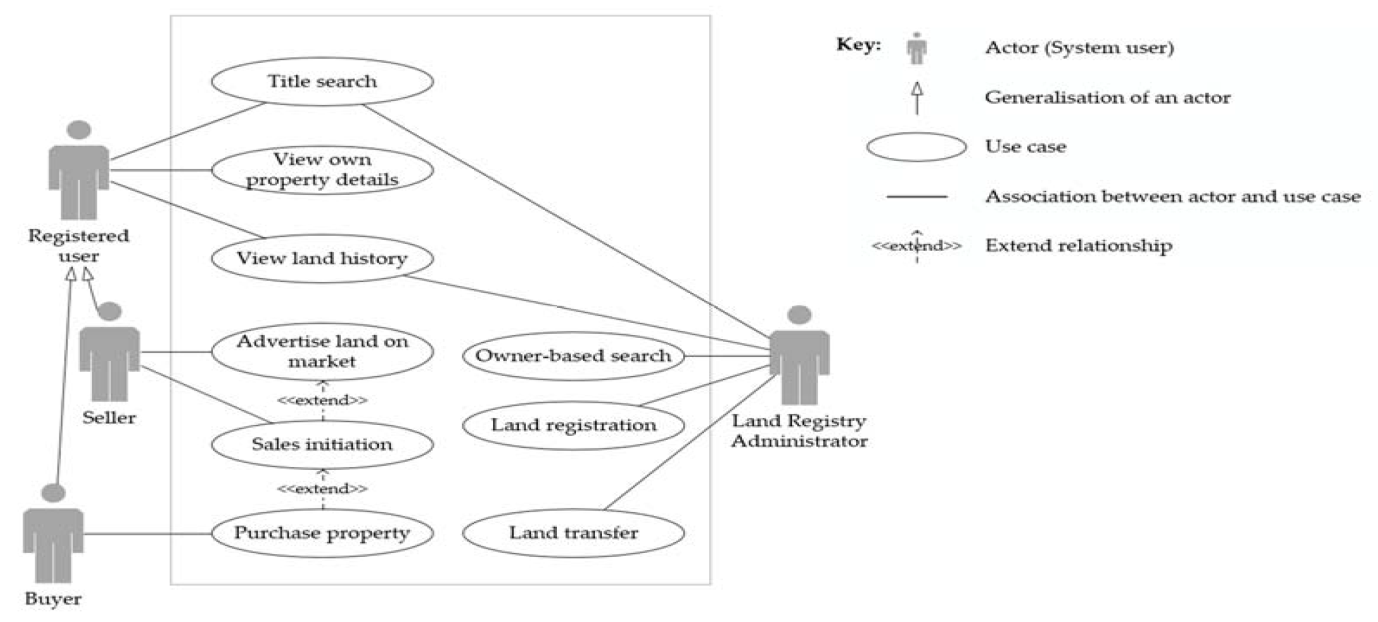 Title search
View own
property details
Registered
user
View land history
Advertise land on
market
<<extend>>
Seller
Sales initiation
<<extend>>
Purchase property
Buyer
Owner-based search
Land registration
Land transfer
Land Registry
Administrator
Key:
Actor (System user)
Generalisation of an actor
Use case
Association between actor and use case
<<extend>>
Extend relationship